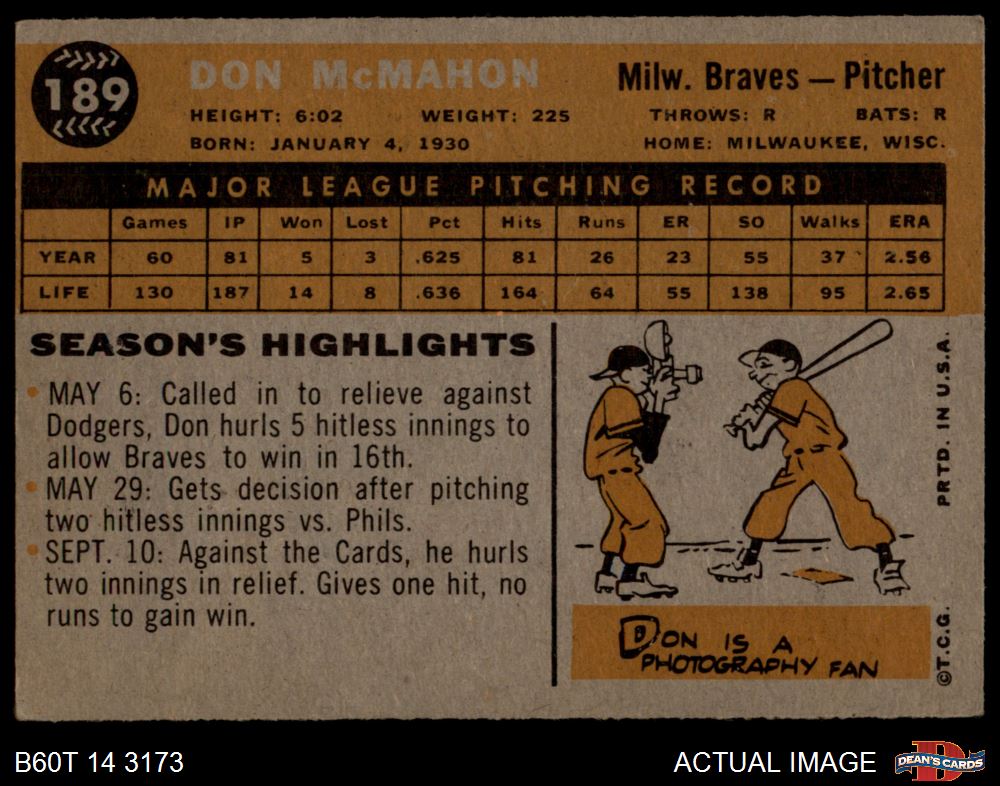 189
DON McMAHON
Milw. Braves — Pitcher
HEIGHT: 6:02 WEIGHT: 225 THROWS: R BATS: R
BORN: JANUARY 4, 1930 HOME: MILWAUKEE, WISC.
MAJOR LEAGUE PITCHING RECORD
Games IP Won Lost Pct Hits Runs ER SO Walks ERA
YEAR 60 81 5 3 .625 81 26 23 55 37 2.56
LIFE 130 187 14 8 .636 164 64 55 138 95 2.65
SEASON'S HIGHLIGHTS
• MAY 6: Called in to relieve against
Dodgers, Don hurls 5 hitless innings to
allow Braves to win in 16th.
• MAY 29: Gets decision after pitching
two hitless innings vs. Phils.
• SEPT. 10: Against the Cards, he hurls
two innings in relief. Gives one hit, no
runs to gain win.
DON IS A
PHOTOGRAPHY FAN
©T.C.G. PRTD. IN U.S.A.
B60T 14 3173
ACTUAL IMAGE
D
DEAN'S CARDS